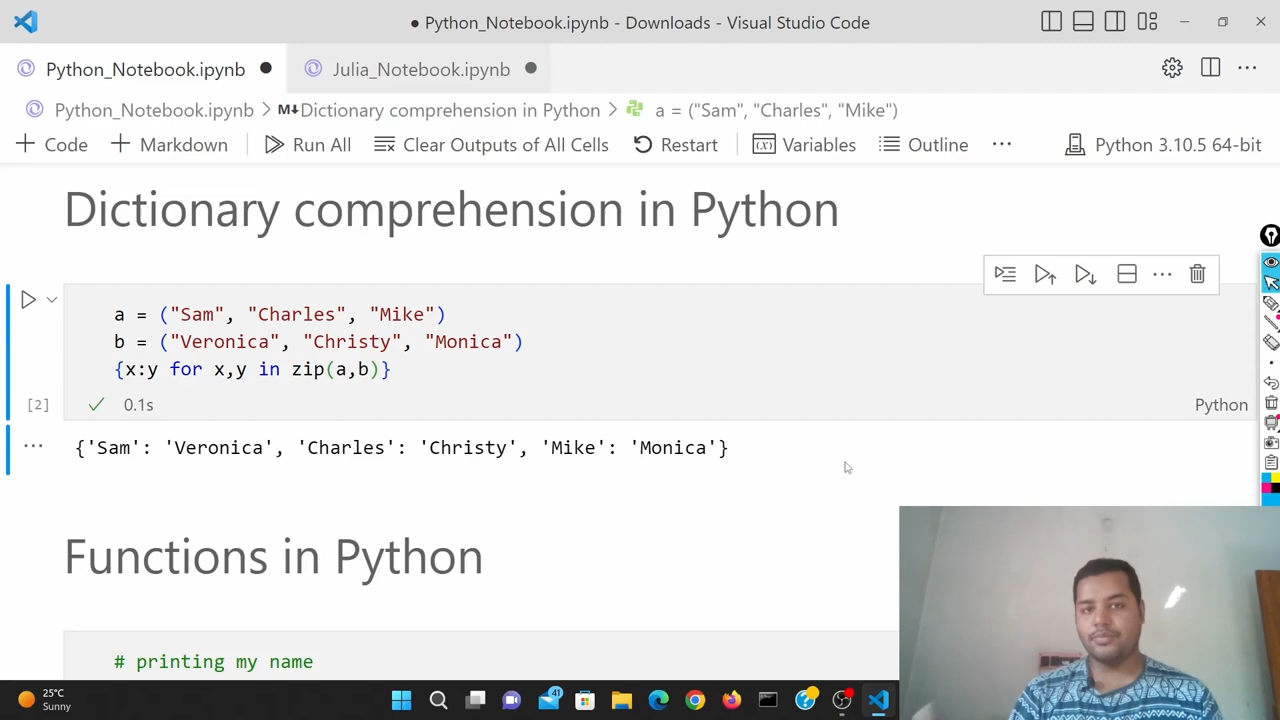 ● Python_Notebook.ipynb - Downloads - Visual Studio Code
Python_Notebook.ipynb ●
Julia_Notebook.ipynb ●
Python_Notebook.ipynb > M↓Dictionary comprehension in Python > a = ("Sam", "Charles", "Mike")
+ Code + Markdown Run All Clear Outputs of All Cells Restart (x) Variables Outline ... Python 3.10.5 64-bit
Dictionary comprehension in Python
a = ("Sam", "Charles", "Mike")
b = ("Veronica", "Christy", "Monica")
{x:y for x,y in zip(a,b)}
[2] ✓ 0.1s Python
... {'Sam': 'Veronica', 'Charles': 'Christy', 'Mike': 'Monica'}
Functions in Python
# printing my name
25°C
Sunny
41